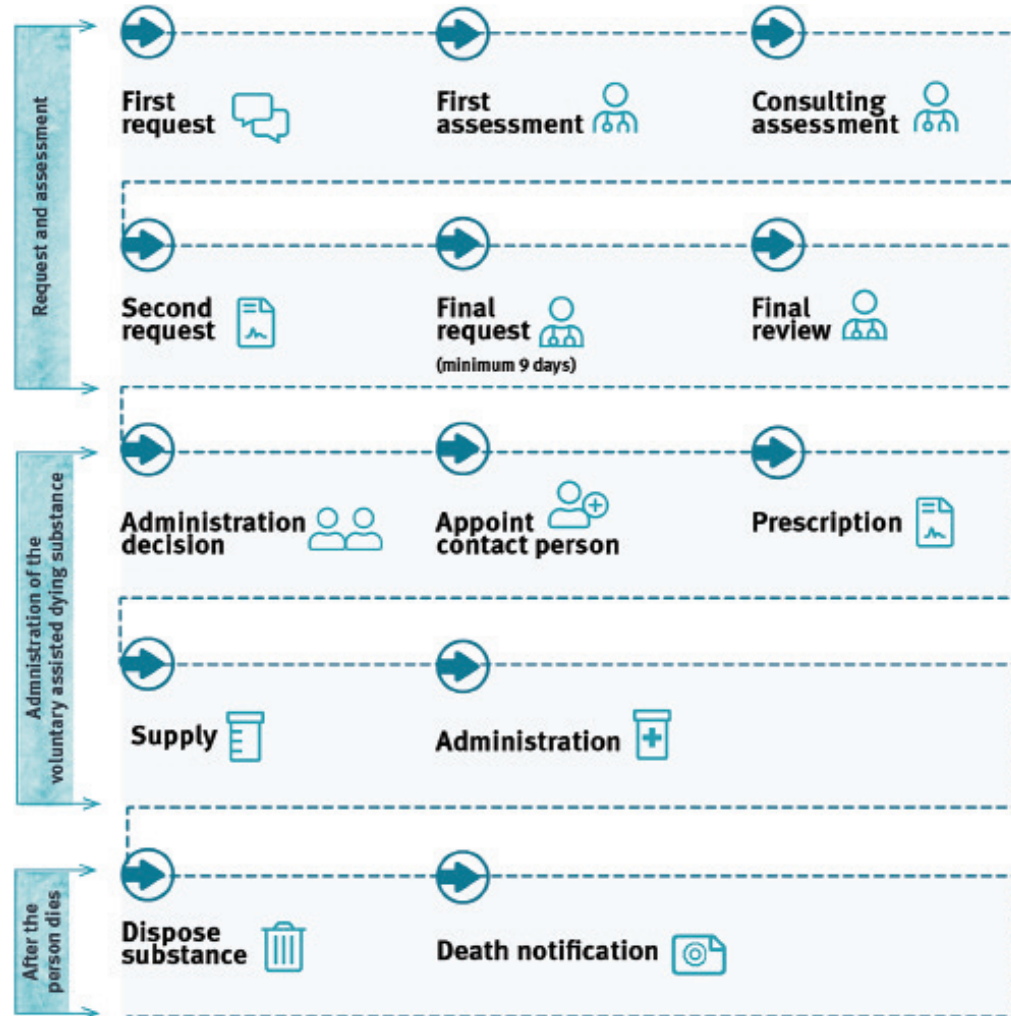 Request and assessment
First
request
First
assessment
Consulting
assessment
Second
request
Final
request
(minimum 9 days)
Final
review
Admnistration of the
voluntary assisted dying substance
Administration
decision
Appoint
contact person
Prescription
Supply
Administration
After the
person dies
Dispose
substance
Death notification